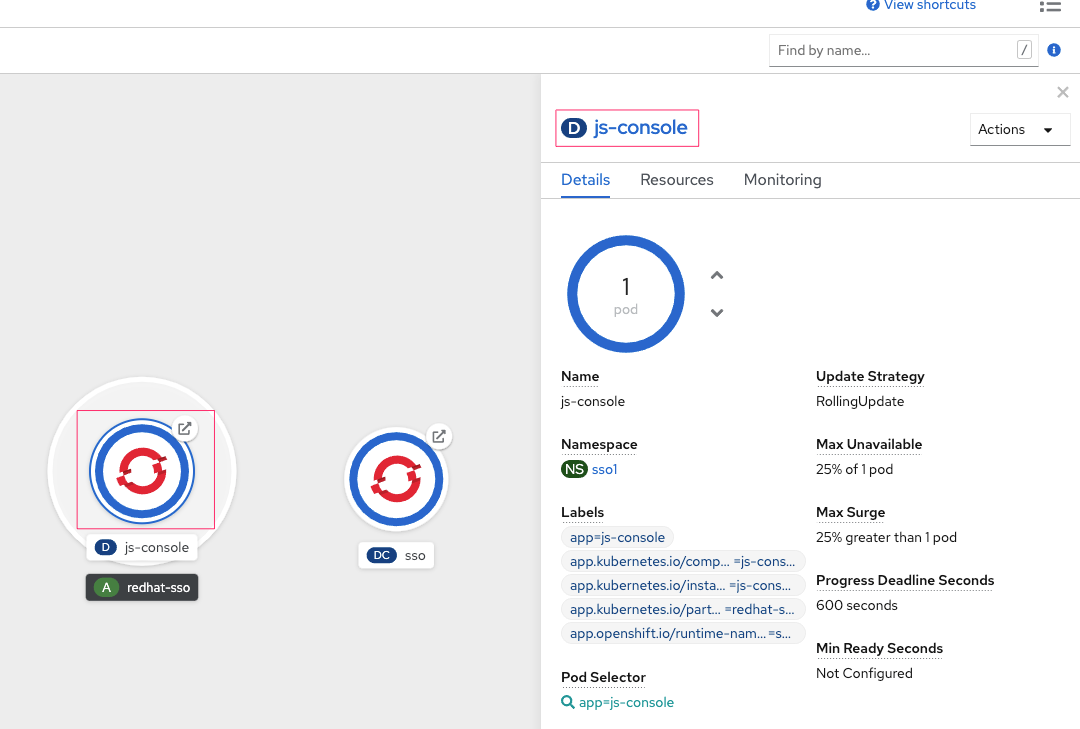 View shortcuts
Find by name...
/
D js-console
Actions
Details Resources Monitoring
1
pod
Name
js-console
Namespace
NS sso1
Labels
app=js-console
app.kubernetes.io/comp... =js-cons...
app.kubernetes.io/insta... =js-cons...
app.kubernetes.io/part... =redhat-s...
app.openshift.io/runtime-nam... =s...
Pod Selector
app=js-console
Update Strategy
RollingUpdate
Max Unavailable
25% of 1 pod
Max Surge
25% greater than 1 pod
Progress Deadline Seconds
600 seconds
Min Ready Seconds
Not Configured
D js-console
A redhat-sso
DC sso